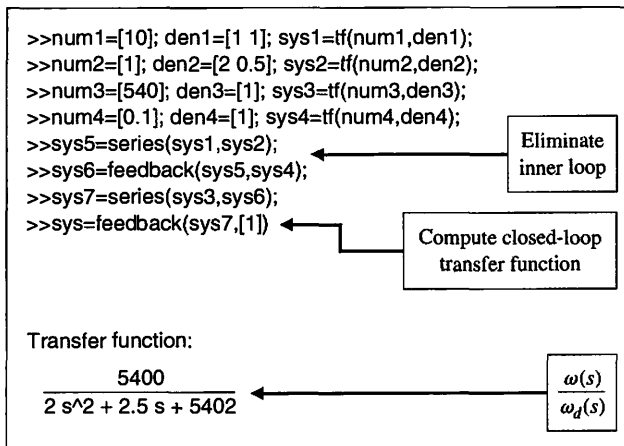 >>num1=[10]; den1=[1 1]; sys1=tf(num1,den1);
>>num2=[1]; den2=[2 0.5]; sys2=tf(num2,den2);
>>num3=[540]; den3=[1]; sys3=tf(num3,den3);
>>num4=[0.1]; den4=[1]; sys4=tf(num4,den4);
>>sys5=series(sys1,sys2);
>>sys6=feedback(sys5,sys4);
>>sys7=series(sys3,sys6);
>>sys=feedback(sys7,[1])
Eliminate
inner loop
Compute closed-loop
transfer function
Transfer function:
5400
2 s^2 + 2.5 s + 5402
ω(s)
ω_d(s)